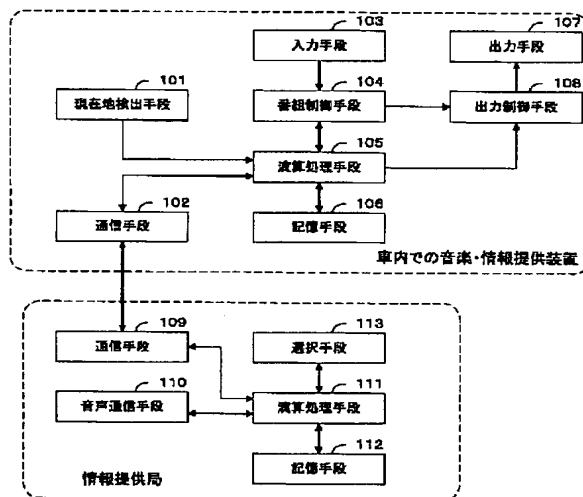 103
入力手段
107
出力手段
101
現在地検出手段
104
番組制御手段
108
出力制御手段
105
演算処理手段
102
通信手段
106
記憶手段
車内での音楽・情報提供装置
109
通信手段
113
選択手段
110
音声通信手段
111
演算処理手段
112
記憶手段
情報提供局